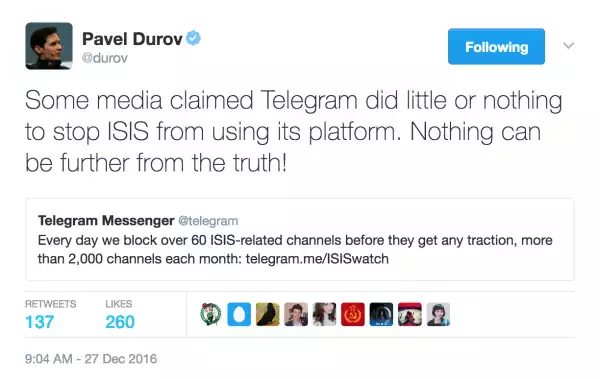 Pavel Durov
@durov
Following
Some media claimed Telegram did little or nothing
to stop ISIS from using its platform. Nothing can
be further from the truth!
Telegram Messenger @telegram
Every day we block over 60 ISIS-related channels before they get any traction, more
than 2,000 channels each month: telegram.me/ISISwatch
RETWEETS LIKES
137 260
9:04 AM - 27 Dec 2016